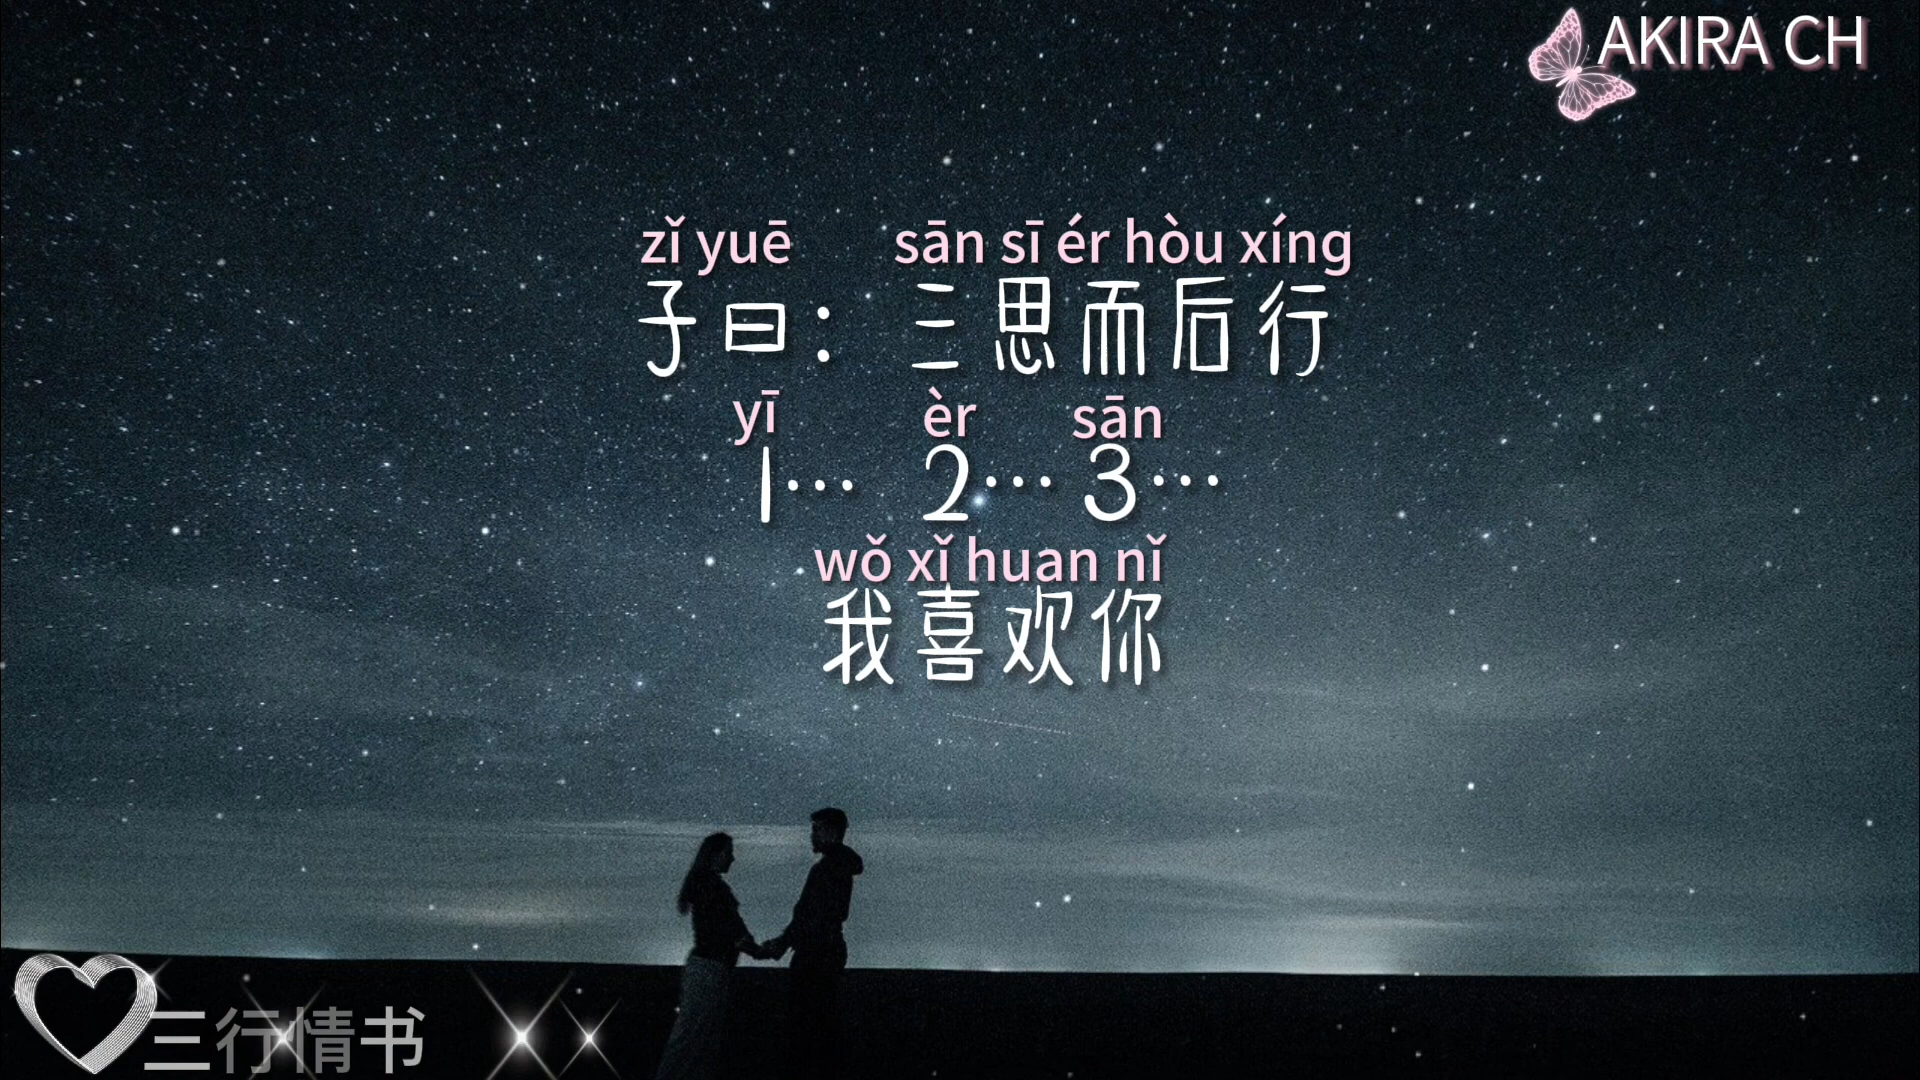 AKIRA CH
zǐ yuē sān sī ér hòu xíng
子曰：三思而后行
yī èr sān
1… 2… 3…
wǒ xǐ huan nǐ
我喜欢你
三行情书